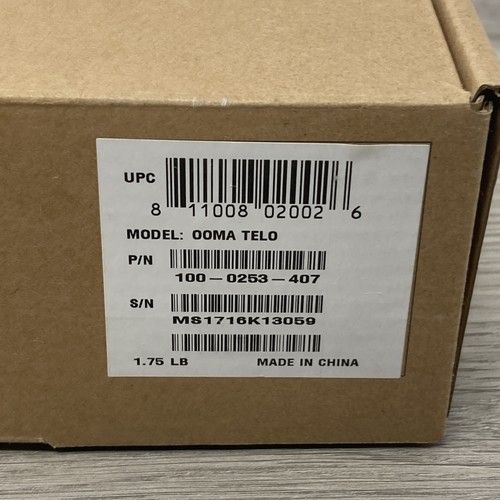 UPC
8 11008 02002 6
MODEL: OOMA TELO
P/N
100-0253-407
S/N
MS1716K13059
1.75 LB MADE IN CHINA